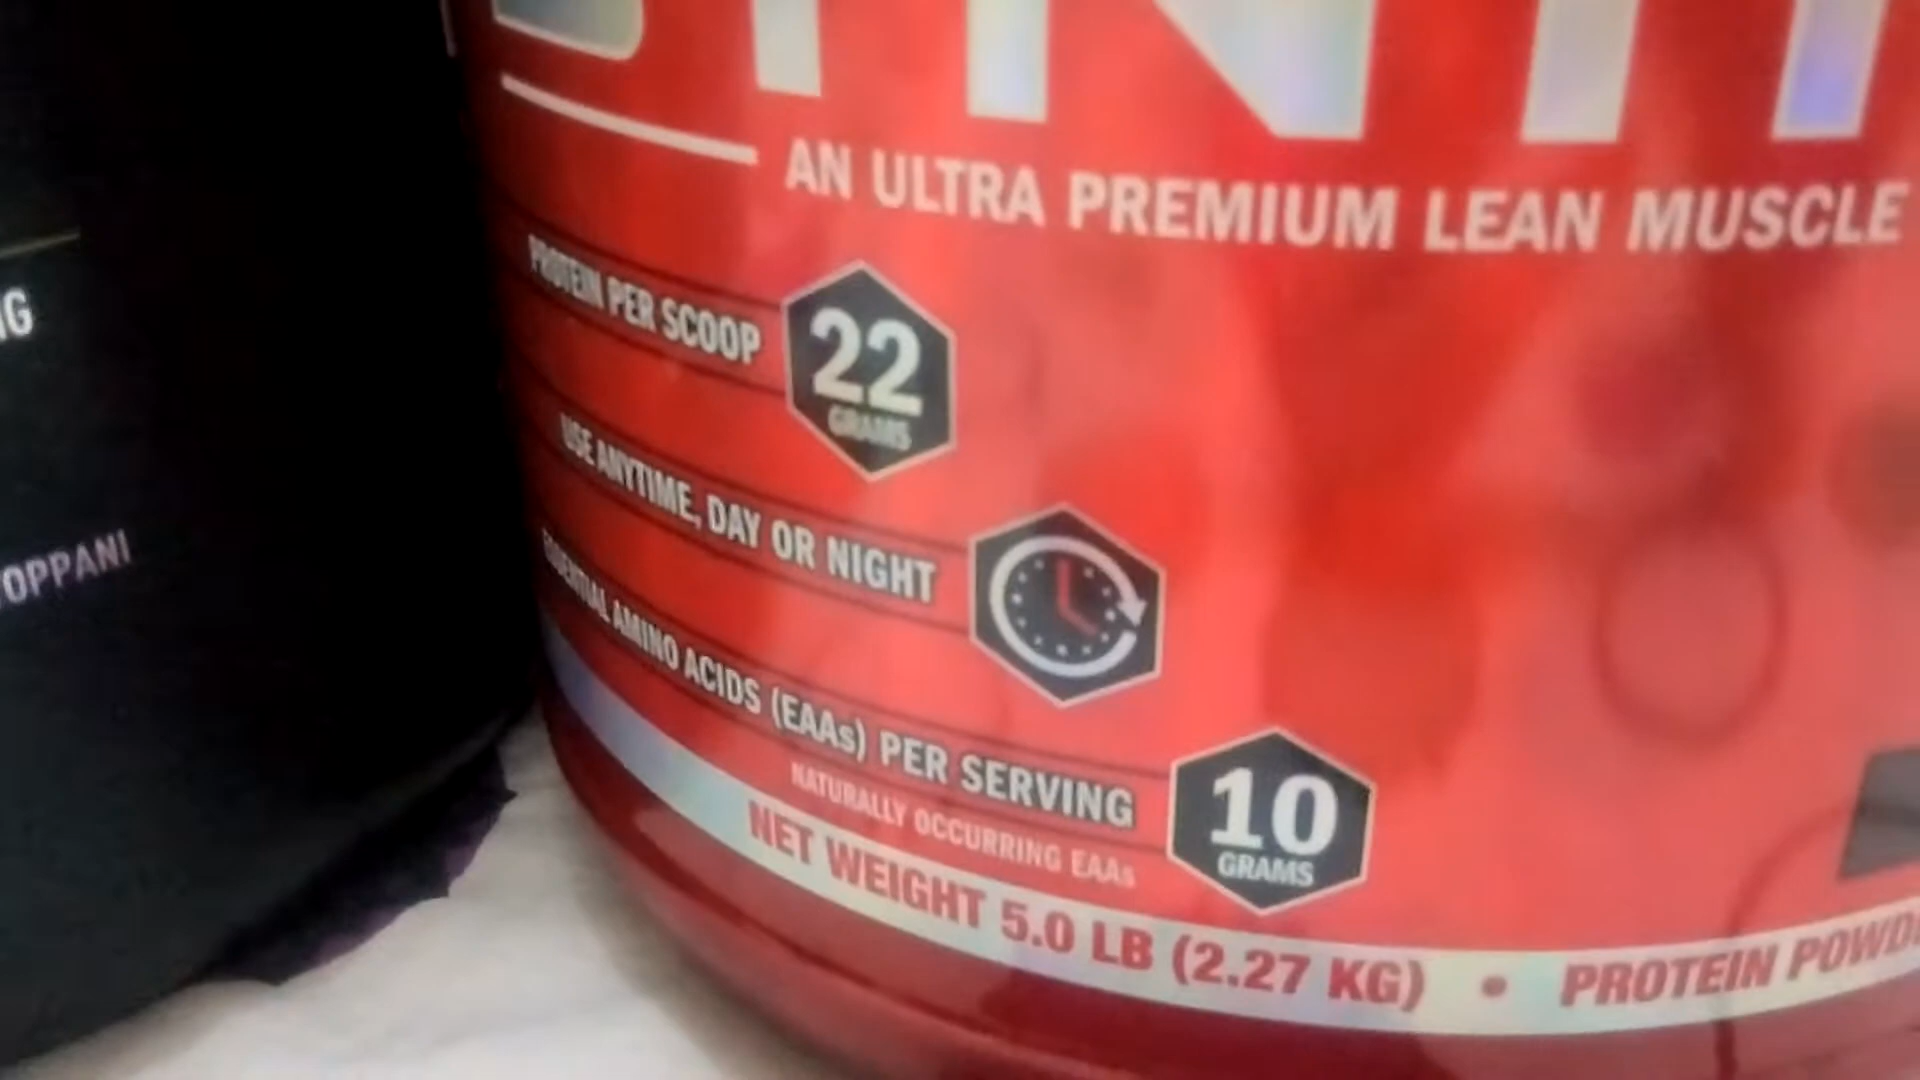 AN ULTRA PREMIUM LEAN MUSCLE
PROTEIN PER SCOOP
22
GRAMS
USE ANYTIME, DAY OR NIGHT
ESSENTIAL AMINO ACIDS (EAAs) PER SERVING
NATURALLY OCCURRING EAAs
10
GRAMS
NET WEIGHT 5.0 LB (2.27 KG) • PROTEIN POWD
OPPANI